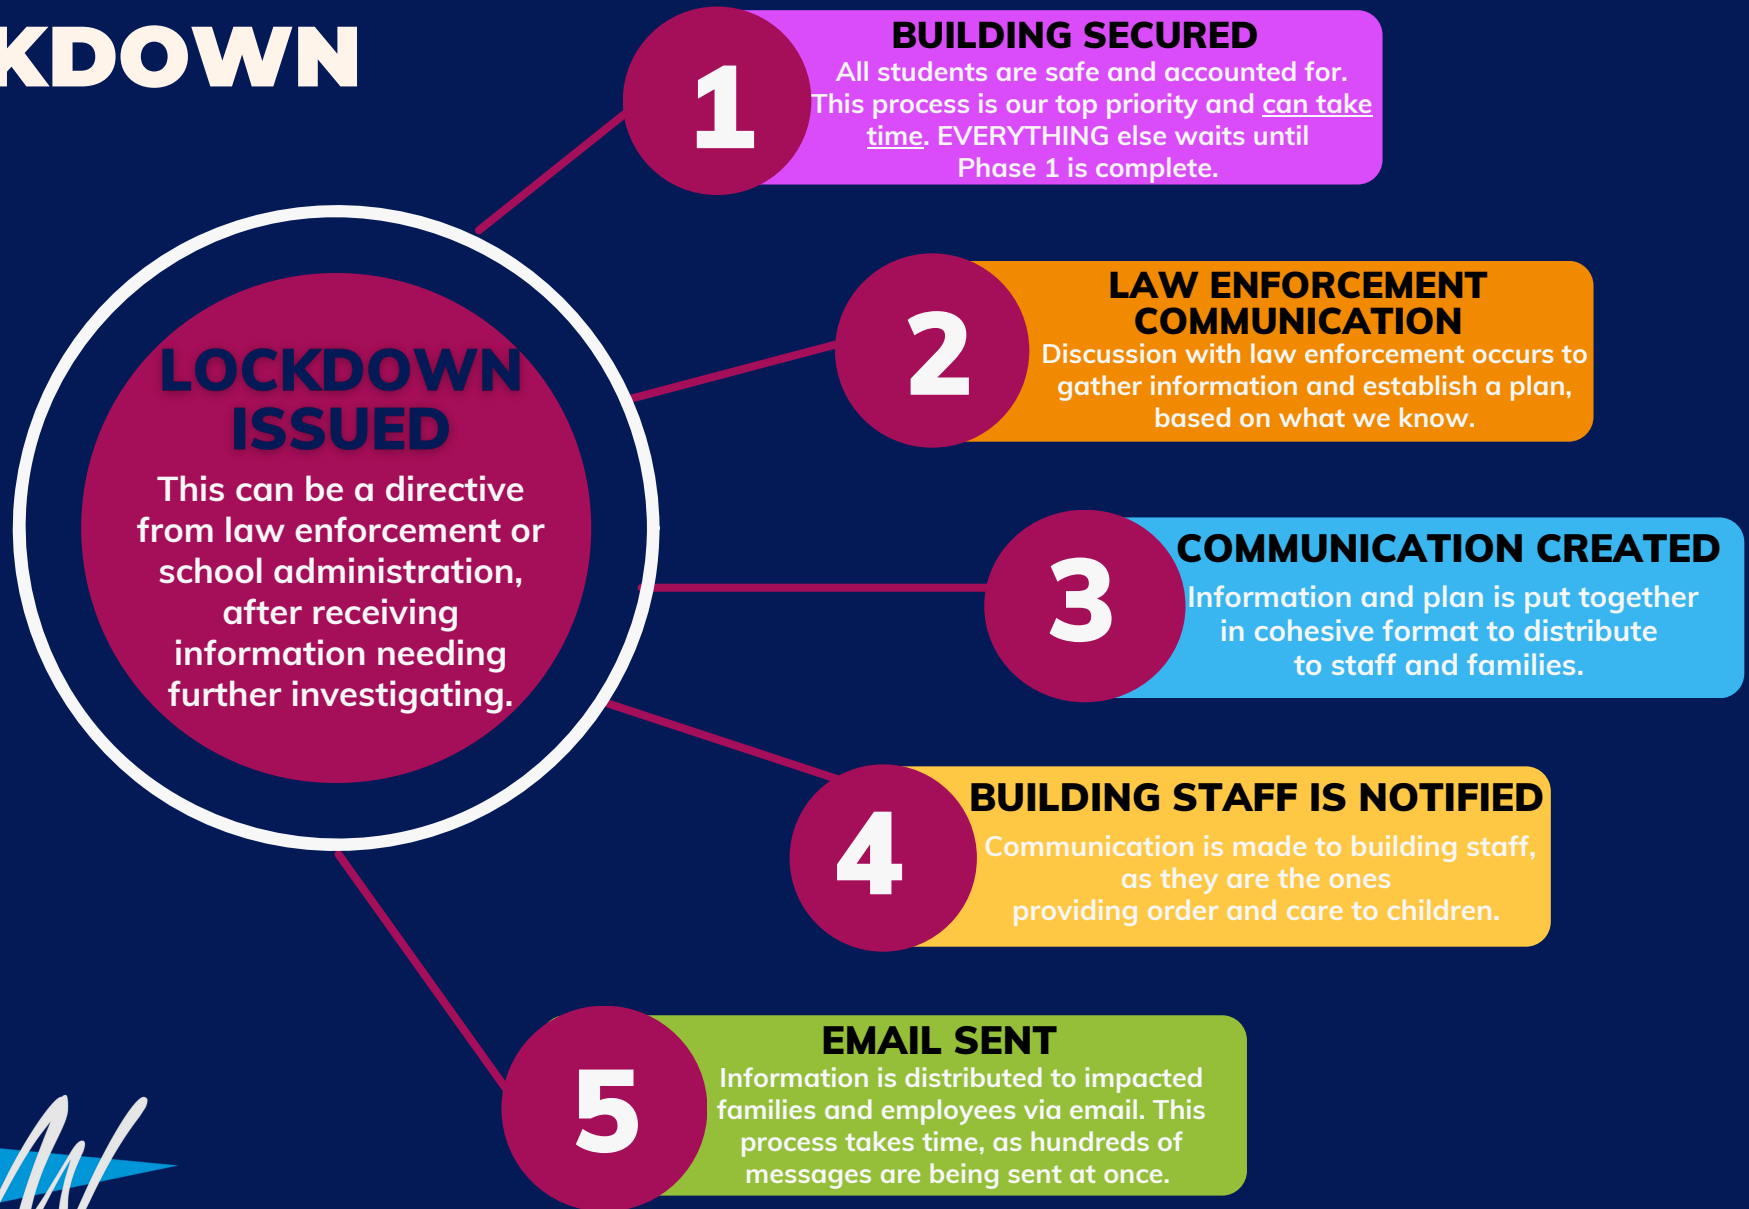 KDOWN
1
BUILDING SECURED
All students are safe and accounted for.
This process is our top priority and can take
time. EVERYTHING else waits until
Phase 1 is complete.
2
LAW ENFORCEMENT
COMMUNICATION
Discussion with law enforcement occurs to
gather information and establish a plan,
based on what we know.
LOCKDOWN
ISSUED
This can be a directive
from law enforcement or
school administration,
after receiving
information needing
further investigating.
3
COMMUNICATION CREATED
Information and plan is put together
in cohesive format to distribute
to staff and families.
4
BUILDING STAFF IS NOTIFIED
Communication is made to building staff,
as they are the ones
providing order and care to children.
5
EMAIL SENT
Information is distributed to impacted
families and employees via email. This
process takes time, as hundreds of
messages are being sent at once.